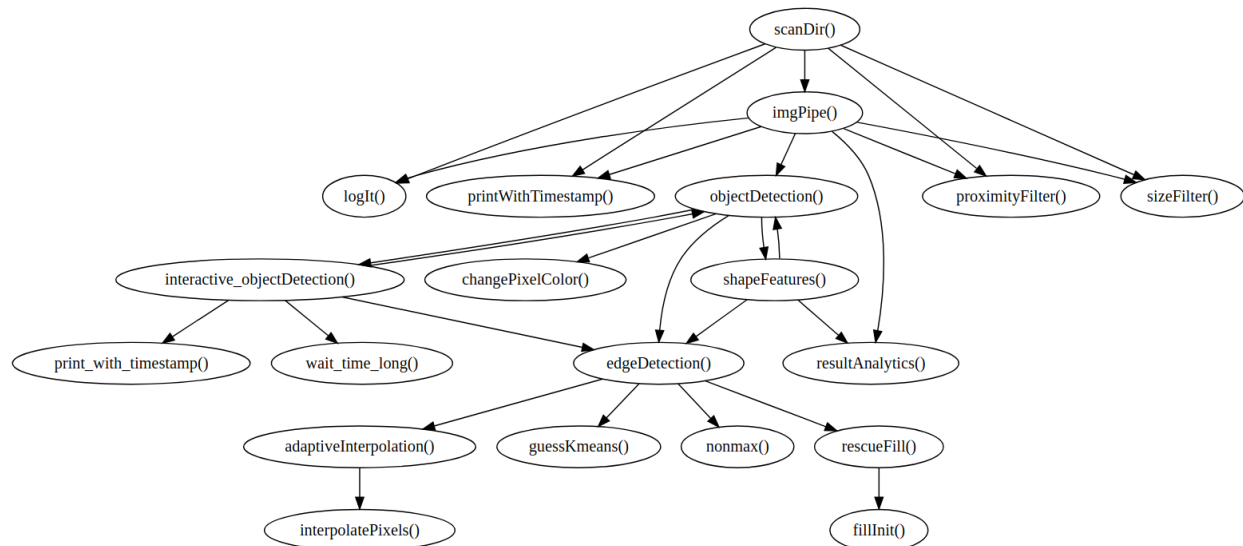 scanDir()
imgPipe()
logIt()
printWithTimestamp()
objectDetection()
proximityFilter()
sizeFilter()
interactive_objectDetection()
changePixelColor()
shapeFeatures()
print_with_timestamp()
wait_time_long()
edgeDetection()
resultAnalytics()
adaptiveInterpolation()
guessKmeans()
nonmax()
rescueFill()
interpolatePixels()
fillInit()